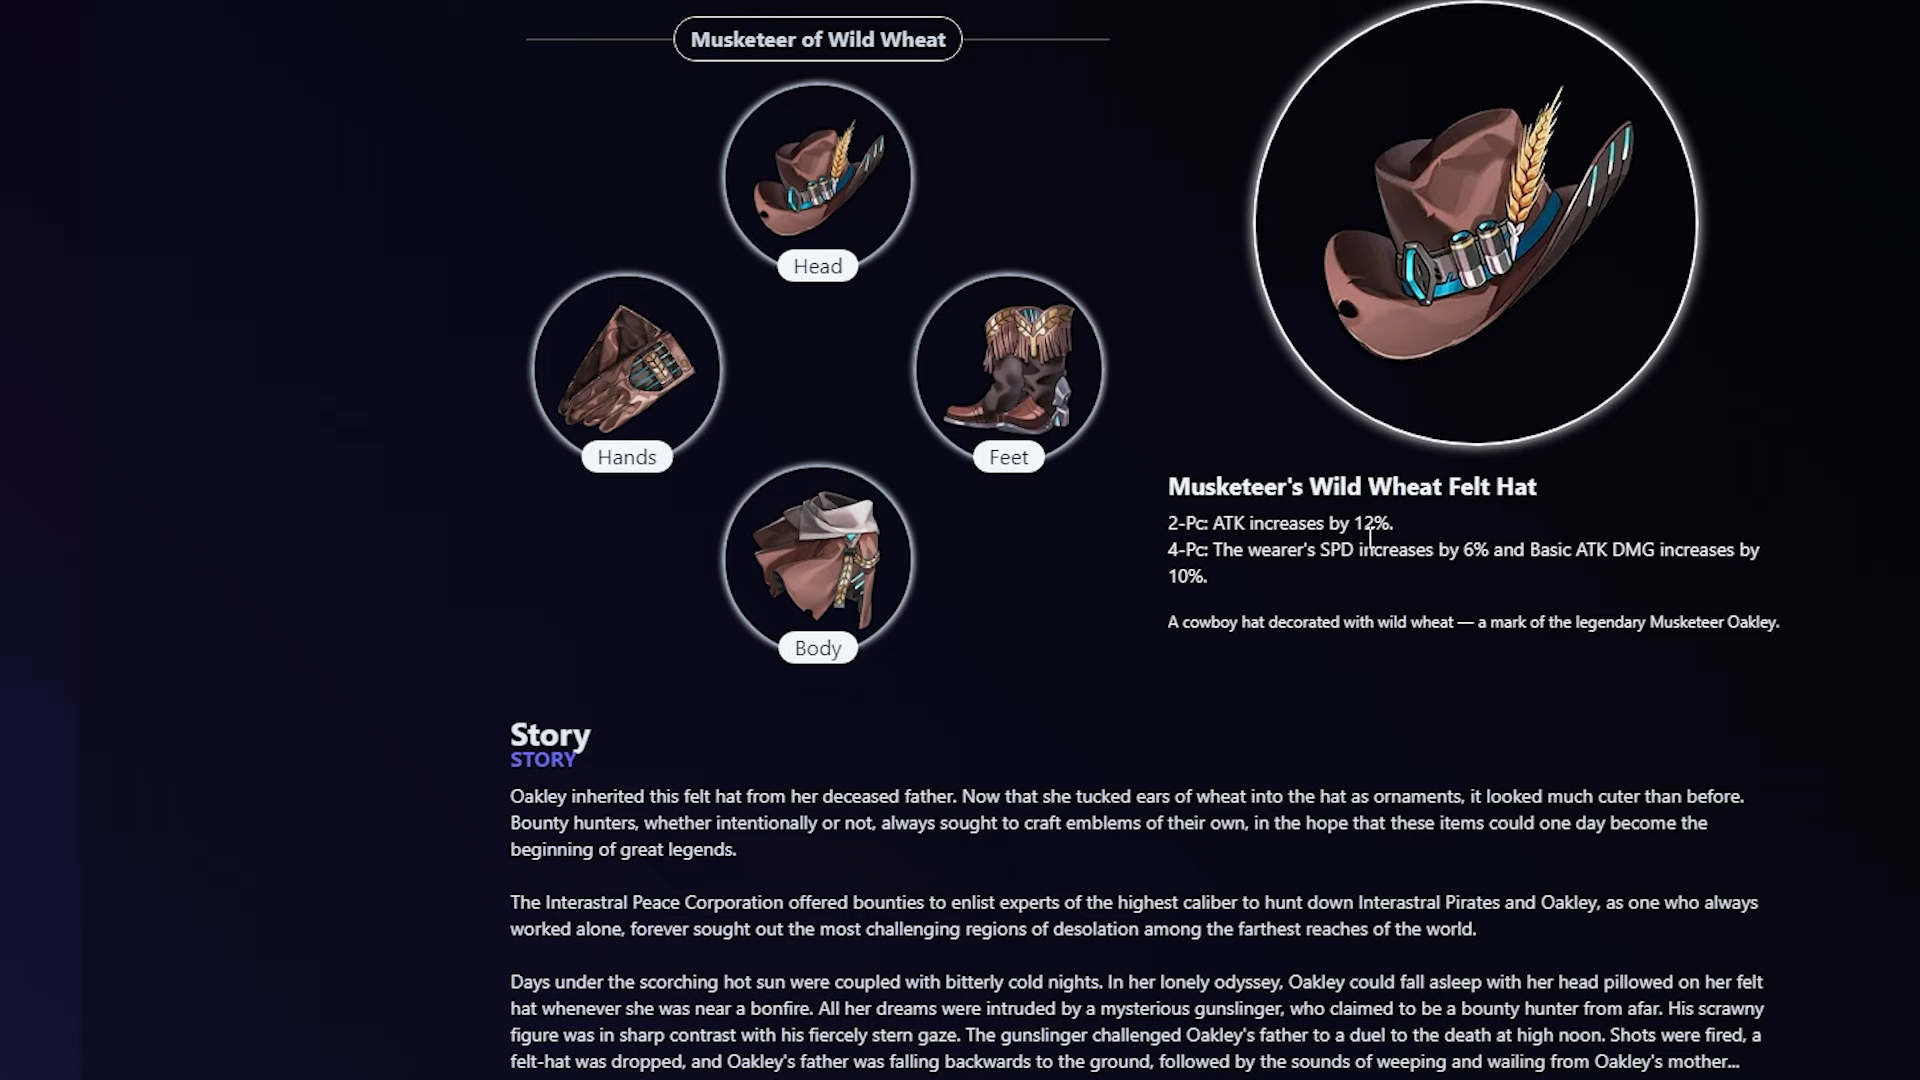 Musketeer of Wild Wheat
Head
Hands
Feet
Body
Musketeer's Wild Wheat Felt Hat
2-Pc: ATK increases by 12%.
4-Pc: The wearer's SPD increases by 6% and Basic ATK DMG increases by
10%.
A cowboy hat decorated with wild wheat — a mark of the legendary Musketeer Oakley.
Story
STORY
Oakley inherited this felt hat from her deceased father. Now that she tucked ears of wheat into the hat as ornaments, it looked much cuter than before.
Bounty hunters, whether intentionally or not, always sought to craft emblems of their own, in the hope that these items could one day become the
beginning of great legends.
The Interastral Peace Corporation offered bounties to enlist experts of the highest caliber to hunt down Interastral Pirates and Oakley, as one who always
worked alone, forever sought out the most challenging regions of desolation among the farthest reaches of the world.
Days under the scorching hot sun were coupled with bitterly cold nights. In her lonely odyssey, Oakley could fall asleep with her head pillowed on her felt
hat whenever she was near a bonfire. All her dreams were intruded by a mysterious gunslinger, who claimed to be a bounty hunter from afar. His scrawny
figure was in sharp contrast with his fiercely stern gaze. The gunslinger challenged Oakley's father to a duel to the death at high noon. Shots were fired, a
felt-hat was dropped, and Oakley's father was falling backwards to the ground, followed by the sounds of weeping and wailing from Oakley's mother...